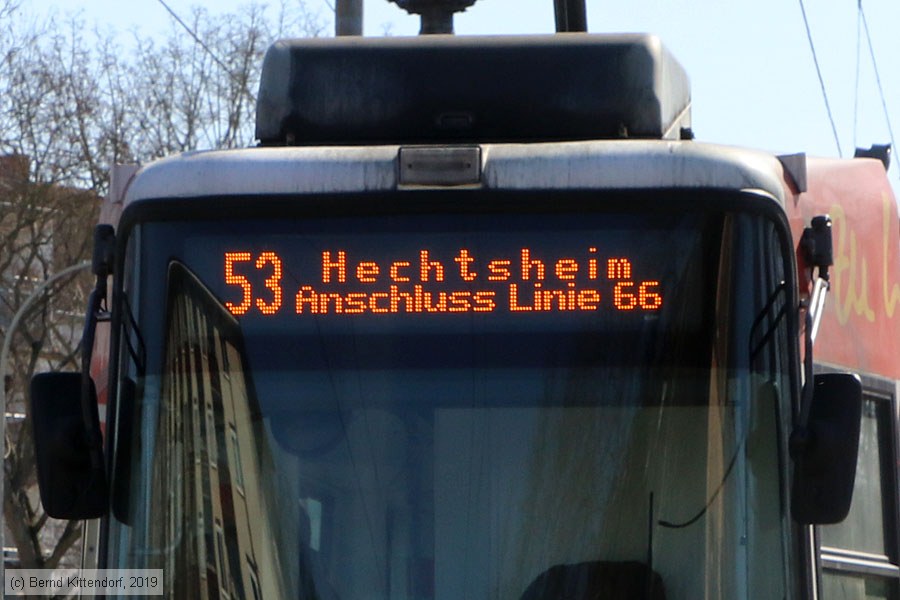 53 Hechtsheim
Anschluss Linie 66
(c) Bernd Kittendorf, 2019